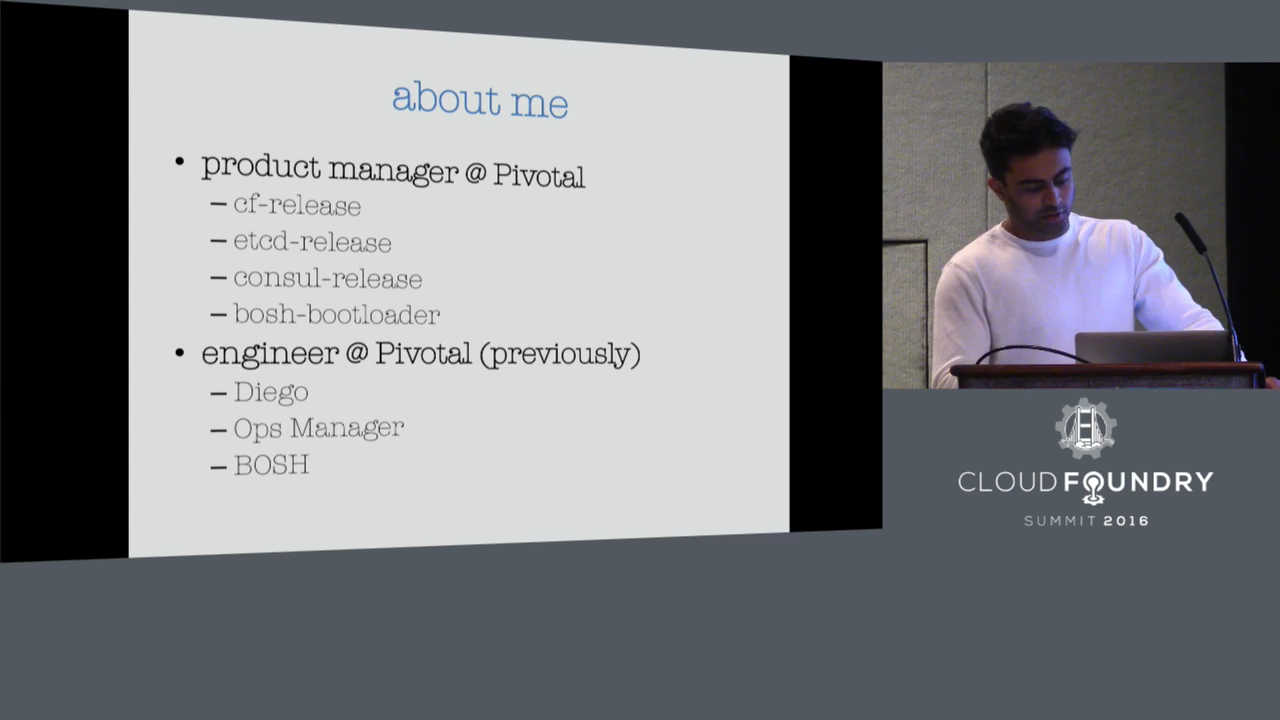 about me
• product manager @ Pivotal
– cf-release
– etcd-release
– consul-release
– bosh-bootloader
• engineer @ Pivotal (previously)
– Diego
– Ops Manager
– BOSH
CLOUD FOUNDRY
SUMMIT 2016